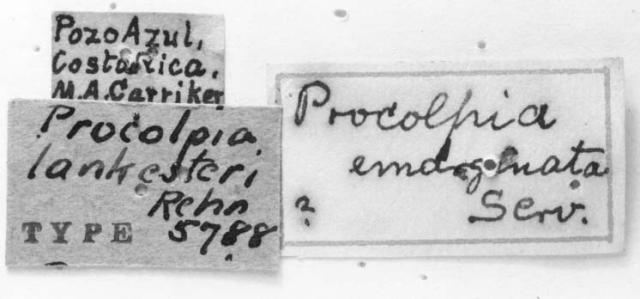 Pozo Azul,
Costa Rica.
M.A. Carriker
Procolpia
lankesteri
Rehn
TYPE 5788
Procolpia
emarginata
? Serv.